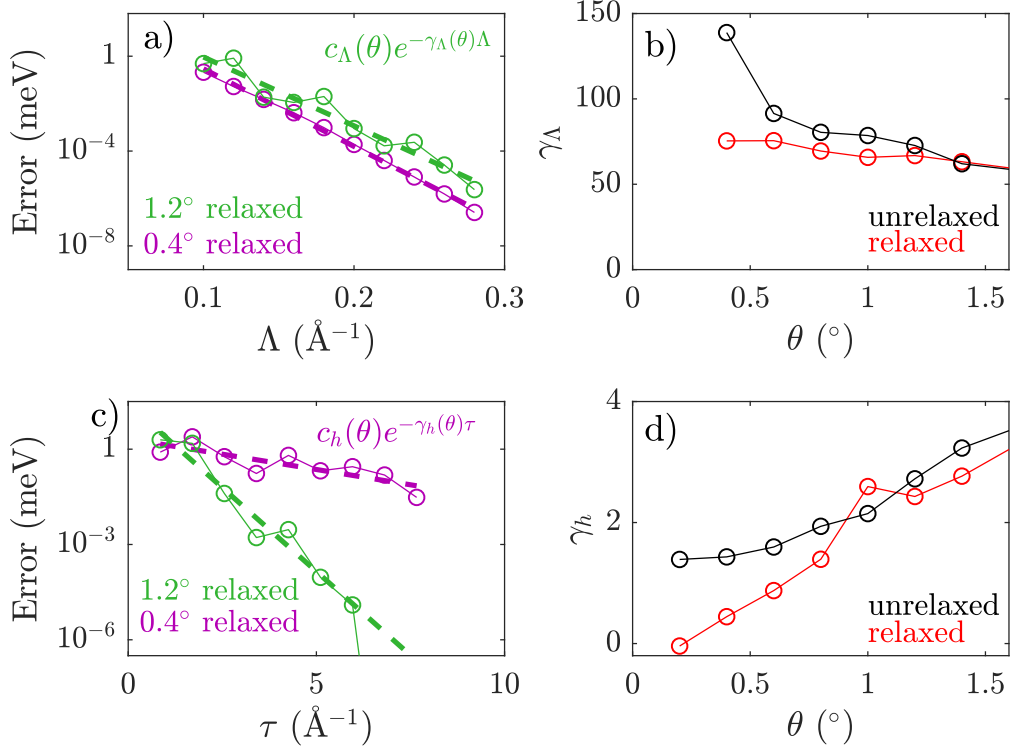 a)
c_Λ(θ)e^{-γ_Λ(θ)Λ}
Error (meV)
1
10^{-4}
10^{-8}
1.2° relaxed
0.4° relaxed
0.1
0.2
0.3
Λ (Å^{-1})
b)
γ_Λ
150
100
50
0
unrelaxed
relaxed
0
0.5
1
1.5
θ (°)
c)
c_h(θ)e^{-γ_h(θ)τ}
Error (meV)
1
10^{-3}
10^{-6}
1.2° relaxed
0.4° relaxed
0
5
10
τ (Å^{-1})
d)
γ_h
4
2
0
unrelaxed
relaxed
0
0.5
1
1.5
θ (°)